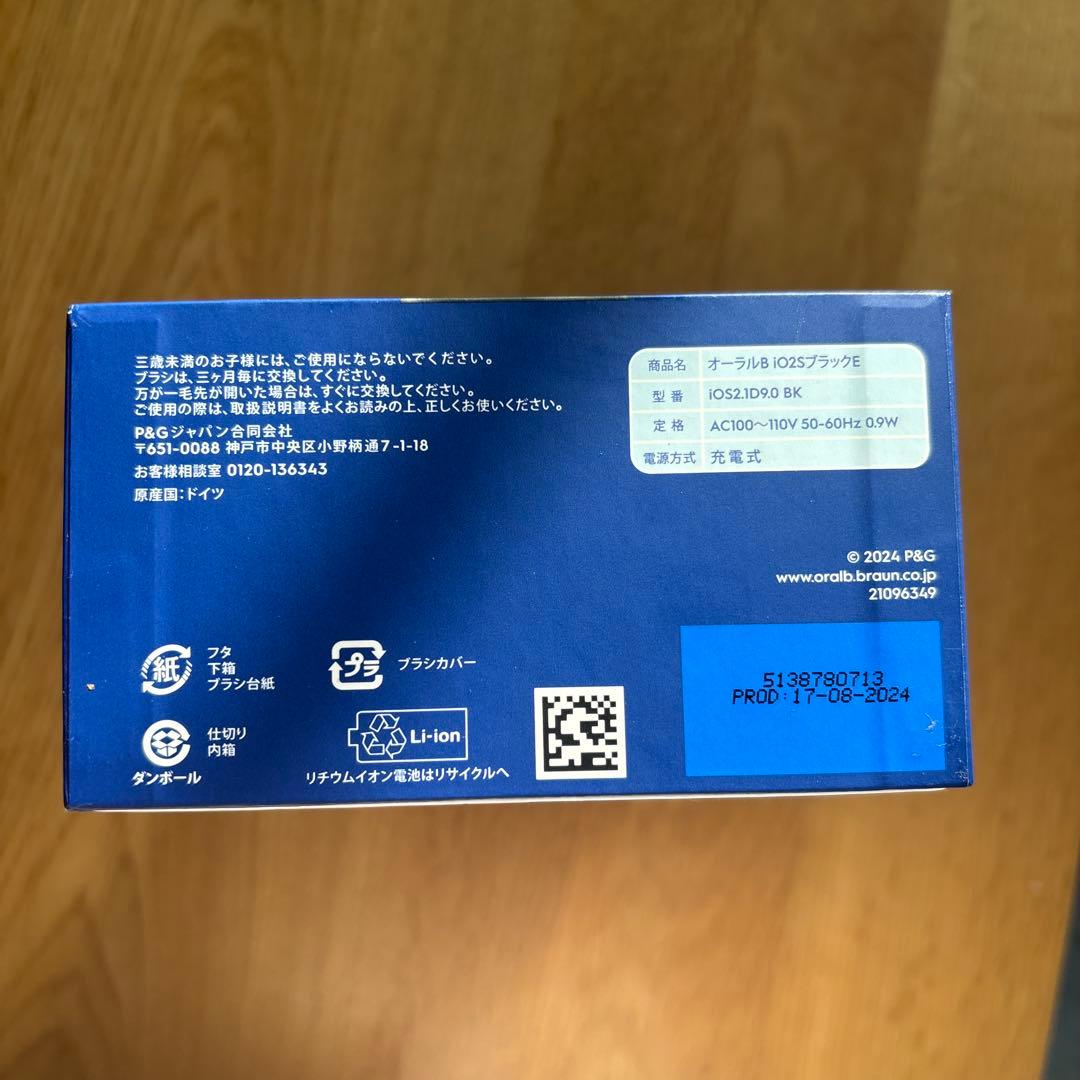 三歳未満のお子様には、ご使用にならないでください。
ブラシは、三ヶ月毎に交換してください。
万が一毛先が開いた場合は、すぐに交換してください。
ご使用の際は、取扱説明書をよくお読みの上、正しくお使いください。
P&Gジャパン合同会社
〒651-0088 神戸市中央区小野柄通7-1-18
お客様相談室 0120-136343
原産国：ドイツ
商品名 オーラルB iO2SブラックE
型番 iOS2.1D9.0 BK
定格 AC100～110V 50-60Hz 0.9W
電源方式 充電式
© 2024 P&G
www.oralb.braun.co.jp
21096349
紙
フタ
下箱
ブラシ台紙
プラ
ブラシカバー
ダンボール
仕切り
内箱
Li-ion
リチウムイオン電池はリサイクルへ
5138780713
PROD:17-08-2024